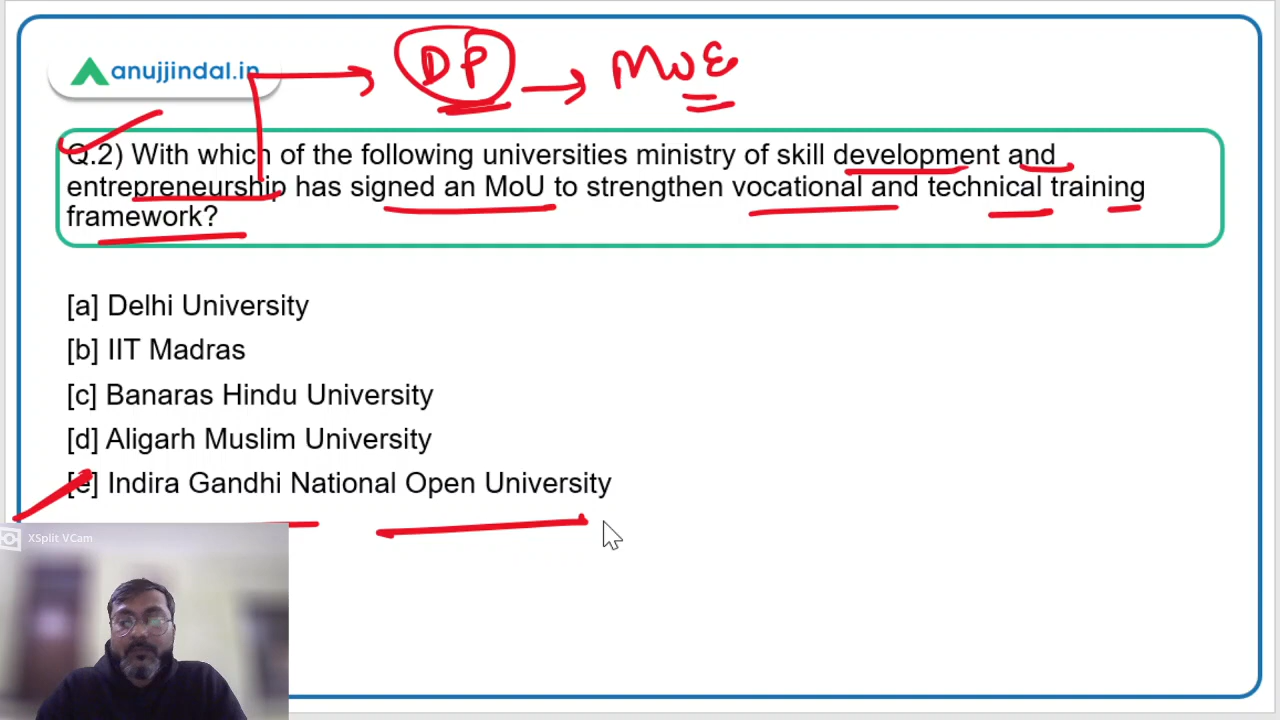 DP → MoE
anujjindal.in
Q.2) With which of the following universities ministry of skill development and
entrepreneurship has signed an MoU to strengthen vocational and technical training
framework?
[a] Delhi University
[b] IIT Madras
[c] Banaras Hindu University
[d] Aligarh Muslim University
[e] Indira Gandhi National Open University
XSplit VCam